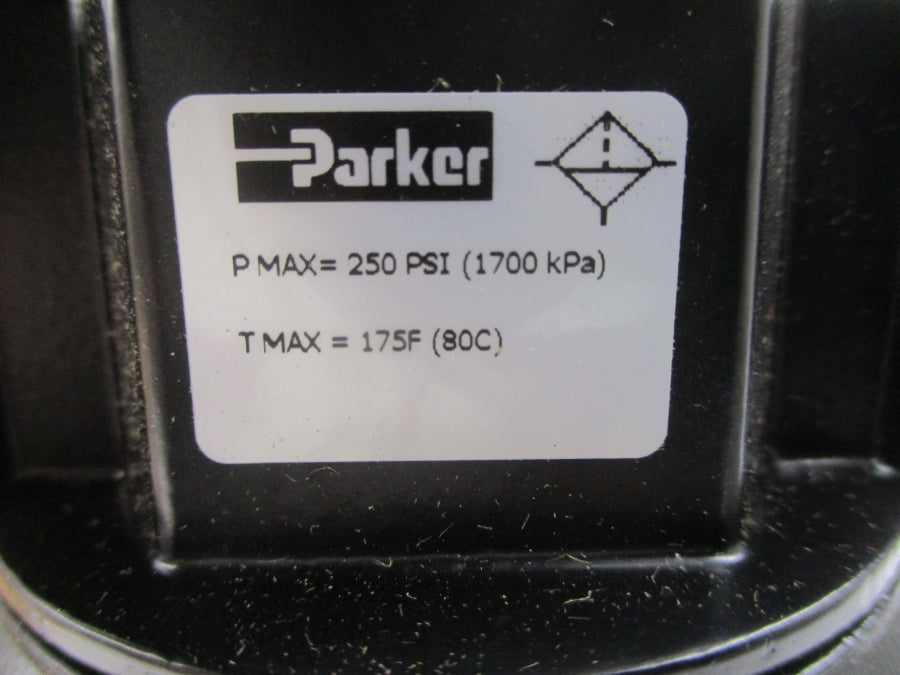 Parker
P MAX= 250 PSI (1700 kPa)
T MAX = 175F (80C)